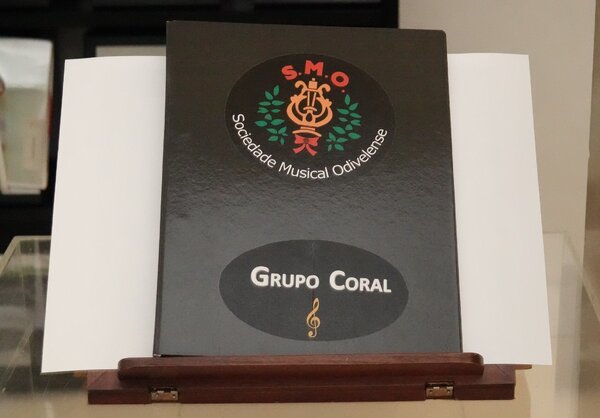 S.M.O.
Sociedade Musical Odivelense
GRUPO CORAL